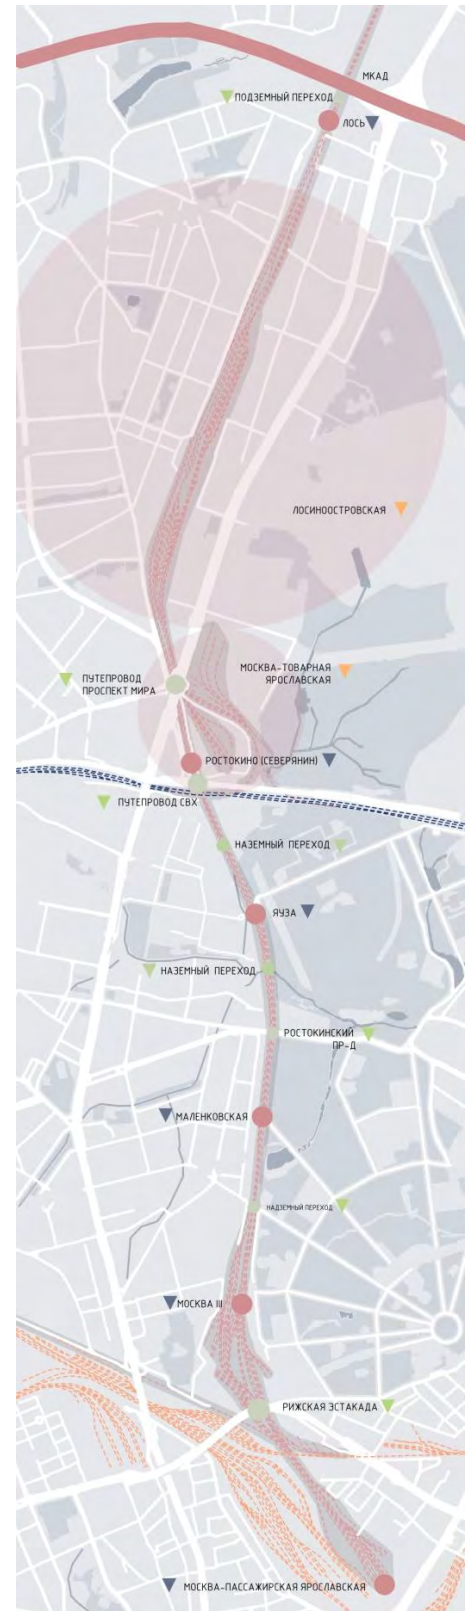 МКАД
ПОДЗЕМНЫЙ ПЕРЕХОД
ЛОСЬ
ЛОСИНООСТРОВСКАЯ
МОСКВА-ТОВАРНАЯ
ЯРОСЛАВСКАЯ
ПУТЕПРОВОД
ПРОСПЕКТ МИРА
РОСТОКИНО (СЕВЕРЯНИН)
ПУТЕПРОВОД СВХ
НАЗЕМНЫЙ ПЕРЕХОД
ЯУЗА
НАЗЕМНЫЙ ПЕРЕХОД
РОСТОКИНСКИЙ
ПР-Д
МАЛЕНКОВСКАЯ
НАДЗЕМНЫЙ ПЕРЕХОД
МОСКВА III
РИЖСКАЯ ЭСТАКАДА
МОСКВА-ПАССАЖИРСКАЯ ЯРОСЛАВСКАЯ